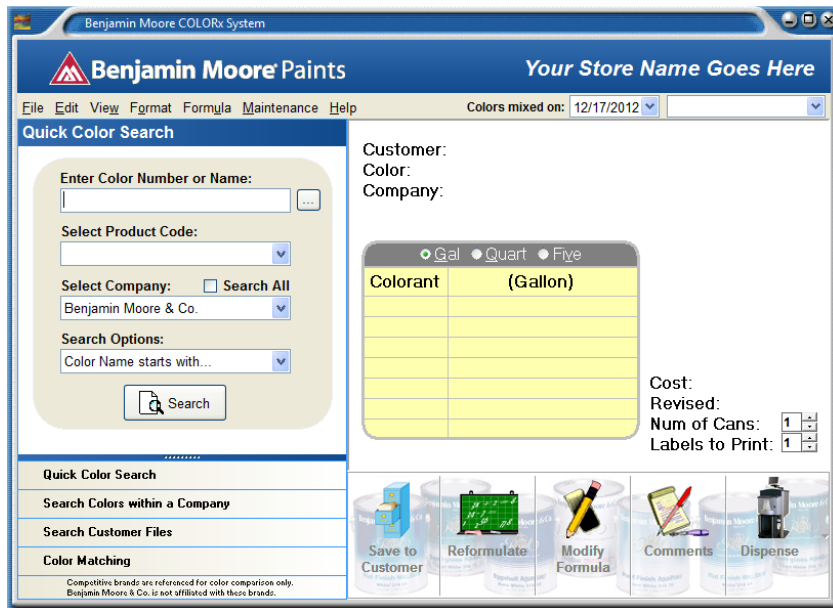 Benjamin Moore COLORx System
Benjamin Moore Paints
Your Store Name Goes Here
File Edit View Format Formula Maintenance Help
Colors mixed on: 12/17/2012
Quick Color Search
Enter Color Number or Name:
...
Select Product Code:
Select Company: Search All
Benjamin Moore & Co.
Search Options:
Color Name starts with...
Search
Customer:
Color:
Company:
Gal Quart Five
Colorant (Gallon)
Cost:
Revised:
Num of Cans: 1
Labels to Print: 1
Quick Color Search
Search Colors within a Company
Search Customer Files
Color Matching
Competitive brands are referenced for color comparison only.
Benjamin Moore & Co. is not affiliated with these brands.
Save to
Customer
Reformulate
Modify
Formula
Comments
Dispense